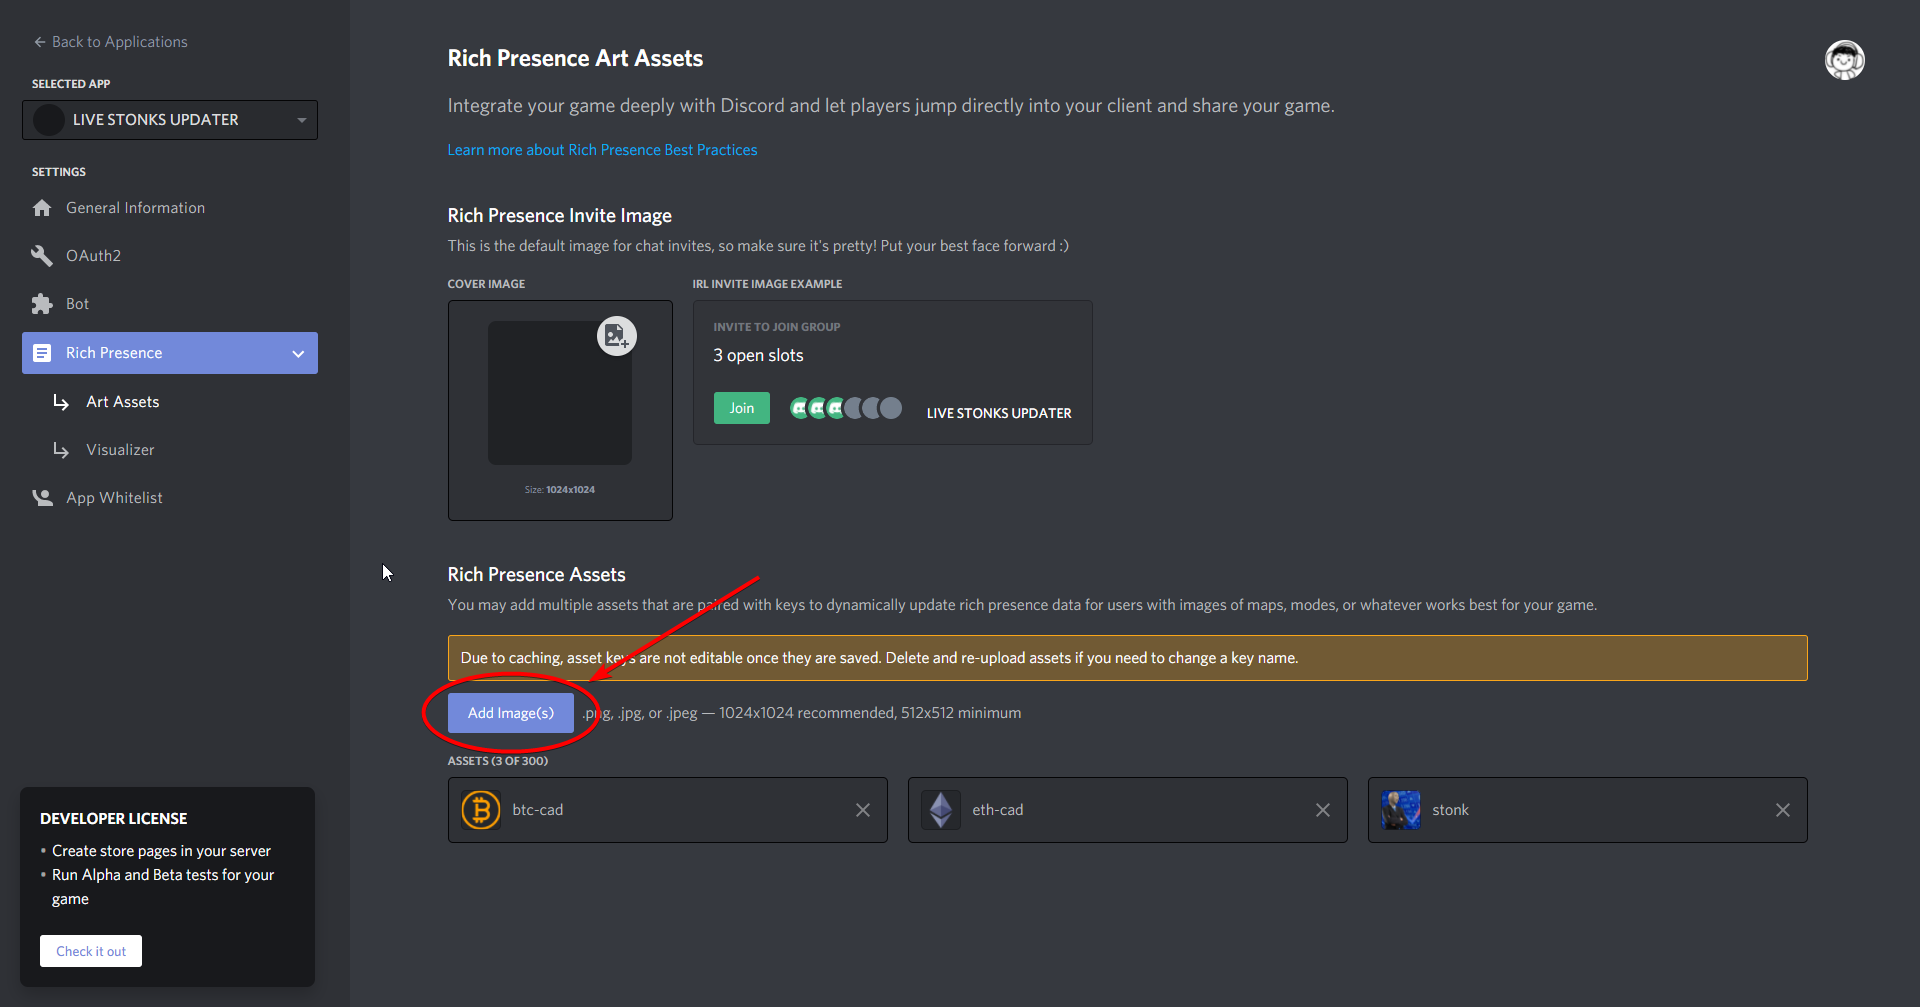 Back to Applications
SELECTED APP
LIVE STONKS UPDATER
SETTINGS
General Information
OAuth2
Bot
Rich Presence
Art Assets
Visualizer
App Whitelist
DEVELOPER LICENSE
• Create store pages in your server
• Run Alpha and Beta tests for your
game
Check it out
Rich Presence Art Assets
Integrate your game deeply with Discord and let players jump directly into your client and share your game.
Learn more about Rich Presence Best Practices
Rich Presence Invite Image
This is the default image for chat invites, so make sure it's pretty! Put your best face forward :)
COVER IMAGE
Size: 1024x1024
IRL INVITE IMAGE EXAMPLE
INVITE TO JOIN GROUP
3 open slots
Join
LIVE STONKS UPDATER
Rich Presence Assets
You may add multiple assets that are paired with keys to dynamically update rich presence data for users with images of maps, modes, or whatever works best for your game.
Due to caching, asset keys are not editable once they are saved. Delete and re-upload assets if you need to change a key name.
Add Image(s)
.png, .jpg, or .jpeg — 1024x1024 recommended, 512x512 minimum
ASSETS (3 OF 300)
btc-cad
eth-cad
stonk